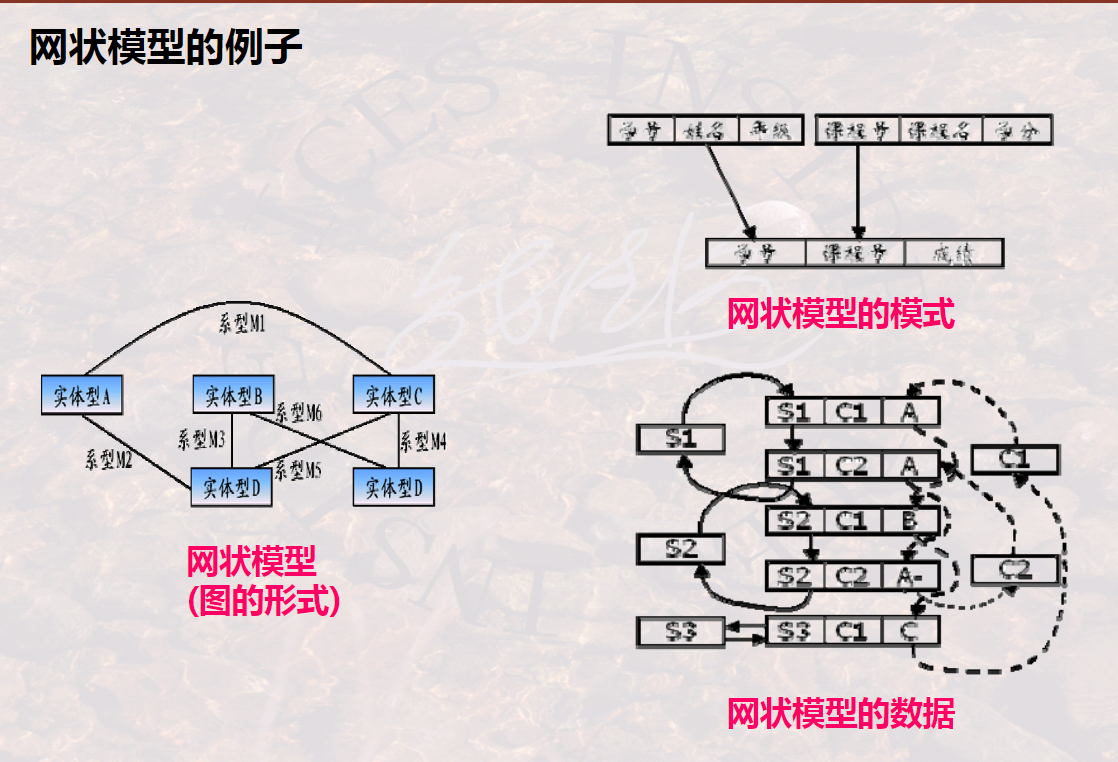 网状模型的例子
学号 姓名 年级
课程号 课程名 学分
学号 课程号 成绩
网状模型的模式
系型M1
实体型A
实体型B
实体型C
系型M6
系型M3
系型M4
系型M2
系型M5
实体型D
实体型D
网状模型
(图的形式)
S1 C1 A
S1
C1
S1 C2 A
S2 C1 B
S2
C2
S2 C2 A-
S3
S3 C1 C
网状模型的数据